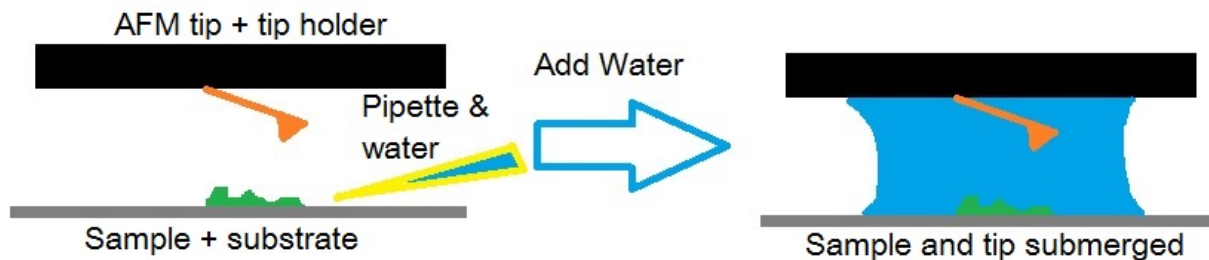 AFM tip + tip holder
Add Water
Pipette &
water
Sample + substrate
Sample and tip submerged